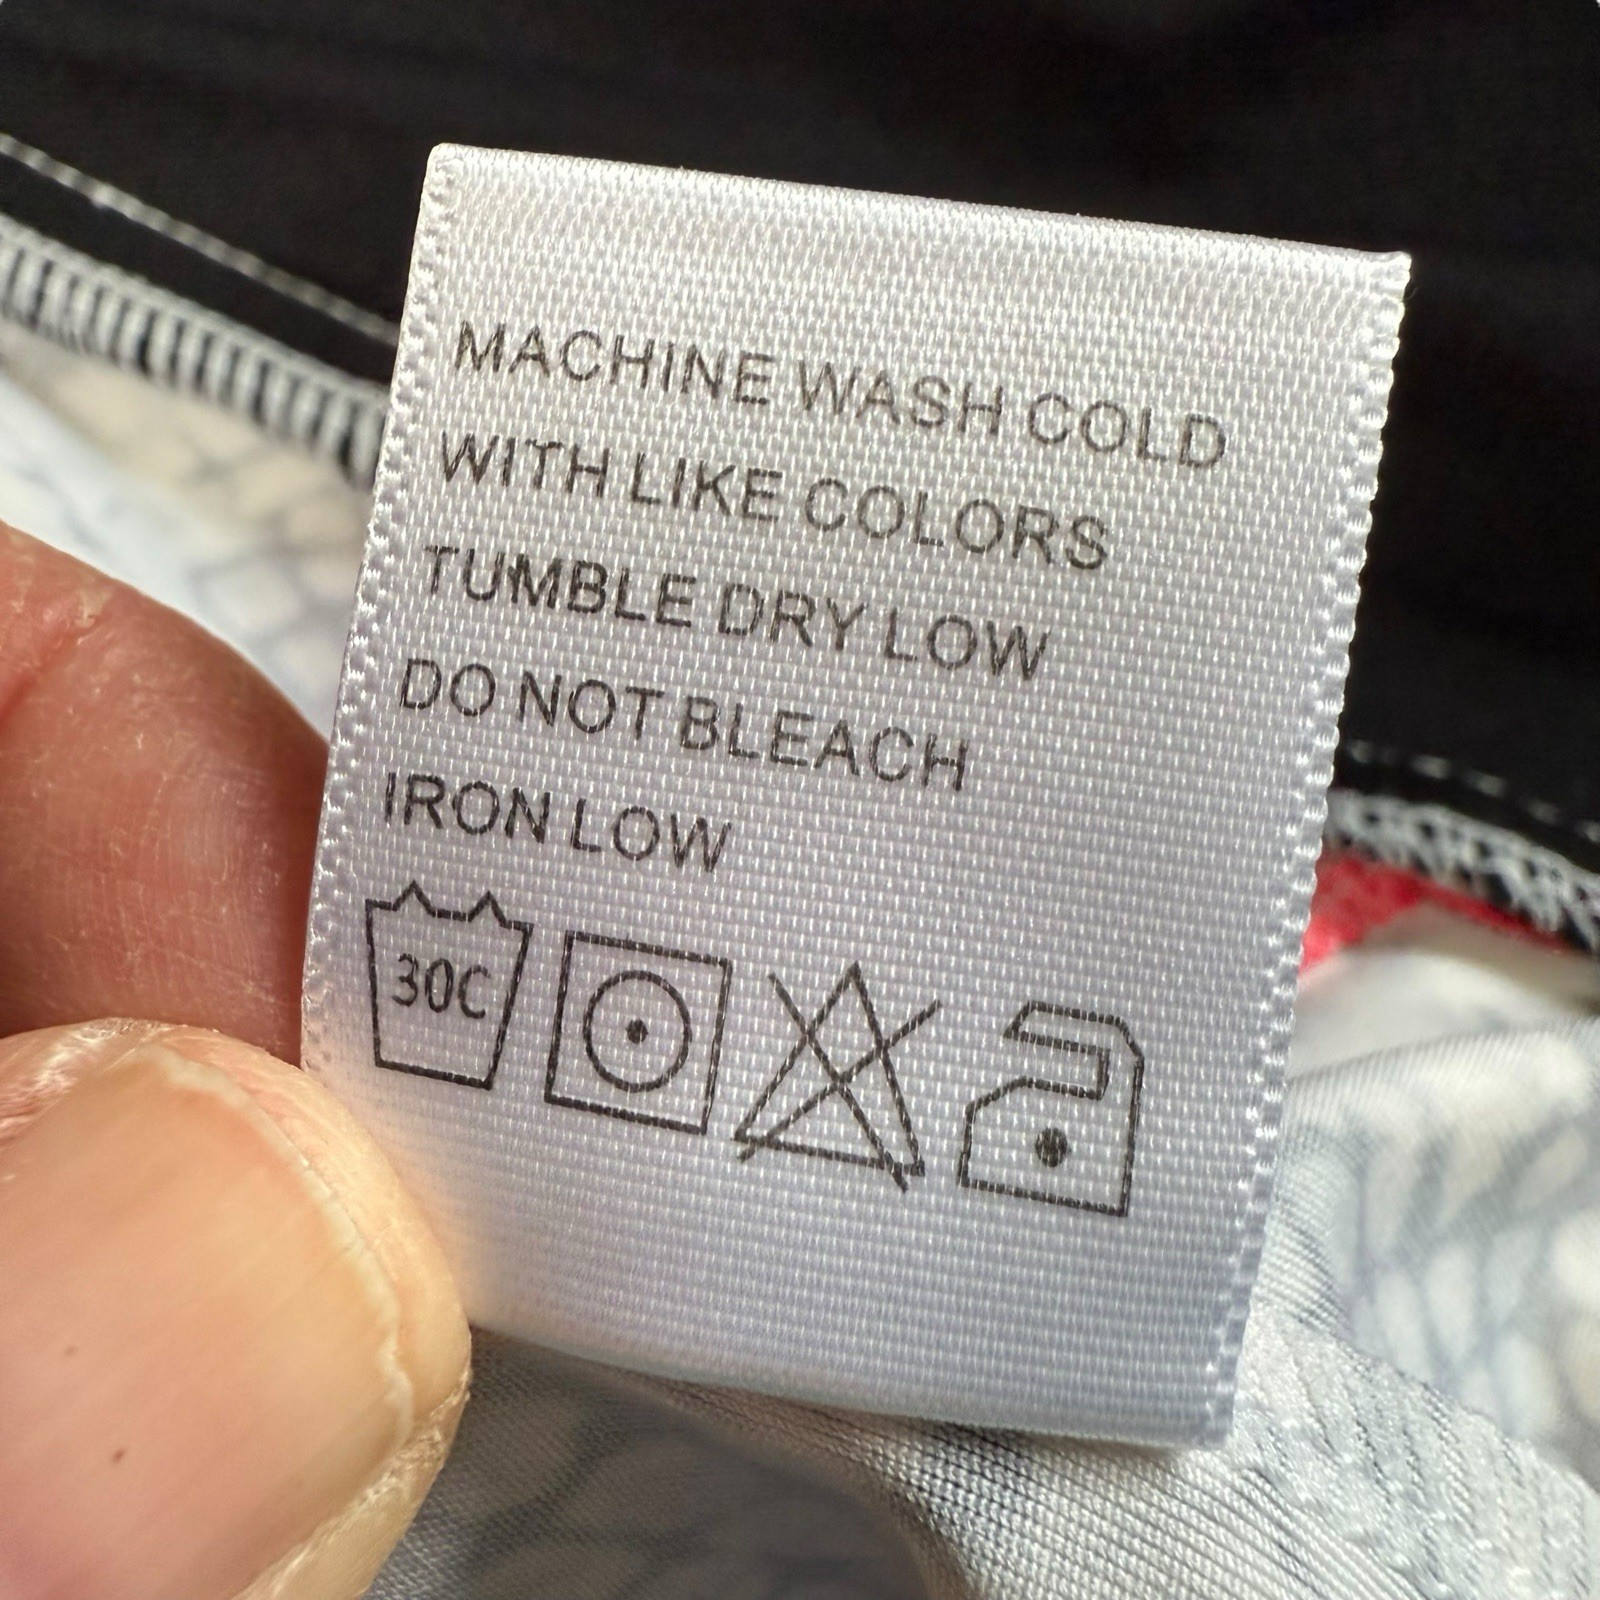 MACHINE WASH COLD
WITH LIKE COLORS
TUMBLE DRY LOW
DO NOT BLEACH
IRON LOW
30C